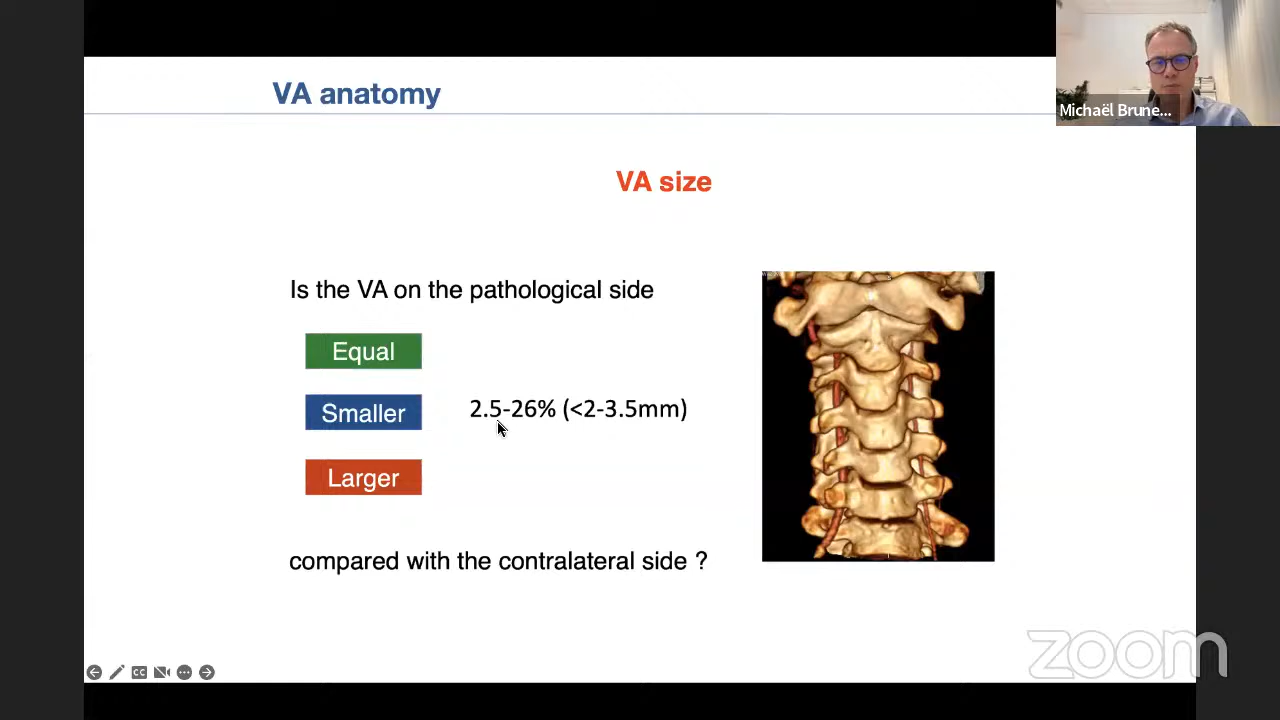 VA anatomy
Michaël Brune...
VA size
Is the VA on the pathological side
Equal
Smaller
2.5-26% (<2-3.5mm)
Larger
compared with the contralateral side ?
CC
zoom